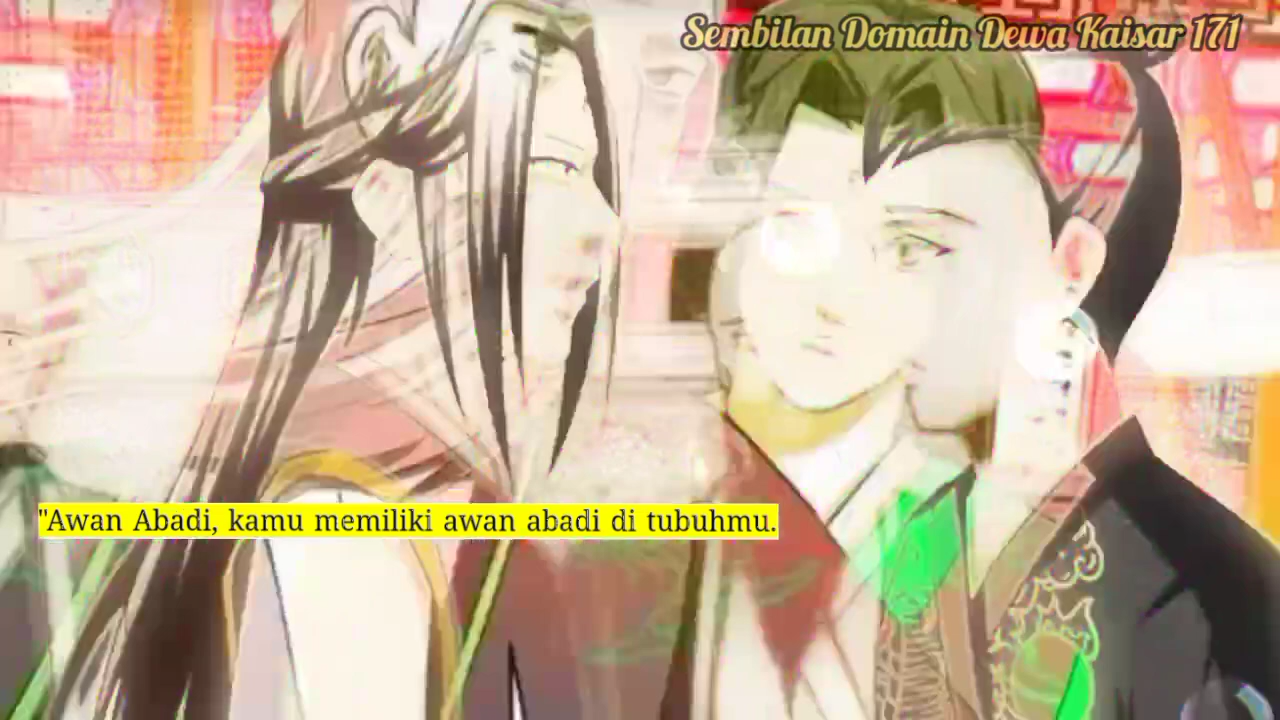 Sembilan Domain Dewa Kaisar 171
"Awan Abadi, kamu memiliki awan abadi di tubuhmu.